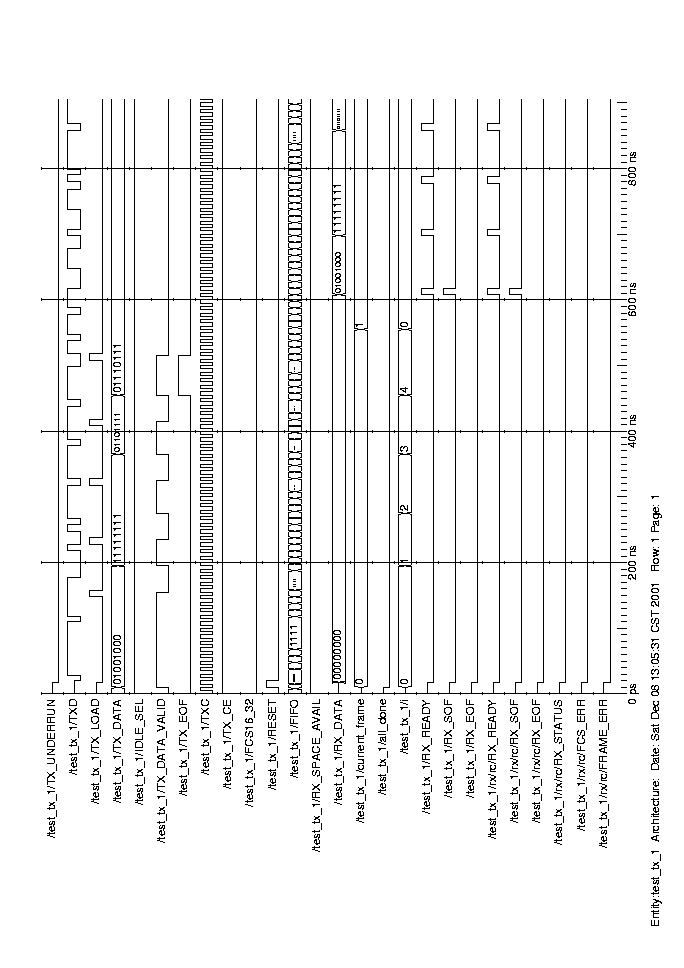 /test_tx_1/TX_UNDERRUN
/test_tx_1/TXD
/test_tx_1/TX_LOAD
/test_tx_1/TX_DATA 01001000 11111111 01101111 01110111
/test_tx_1/IDLE_SEL
/test_tx_1/TX_DATA_VALID
/test_tx_1/TX_EOF
/test_tx_1/TXC
/test_tx_1/TX_CE
/test_tx_1/FCS16_32
/test_tx_1/RESET
/test_tx_1/FIFO 1111
/test_tx_1/RX_SPACE_AVAIL
/test_tx_1/RX_DATA 00000000 01001000 11111111
/test_tx_1/current_frame 0 1
/test_tx_1/all_done
/test_tx_1/i 0 1 2 3 4 0
/test_tx_1/RX_READY
/test_tx_1/RX_SOF
/test_tx_1/RX_EOF
/test_tx_1/rx/rc/RX_READY
/test_tx_1/rx/rc/RX_SOF
/test_tx_1/rx/rc/RX_EOF
/test_tx_1/rx/rc/RX_STATUS
/test_tx_1/rx/rc/FCS_ERR
/test_tx_1/rx/rc/FRAME_ERR
0 ps 200 ns 400 ns 600 ns 800 ns
Entity:test_tx_1 Architecture: Date: Sat Dec 08 13:05:31 CST 2001 Row: 1 Page: 1